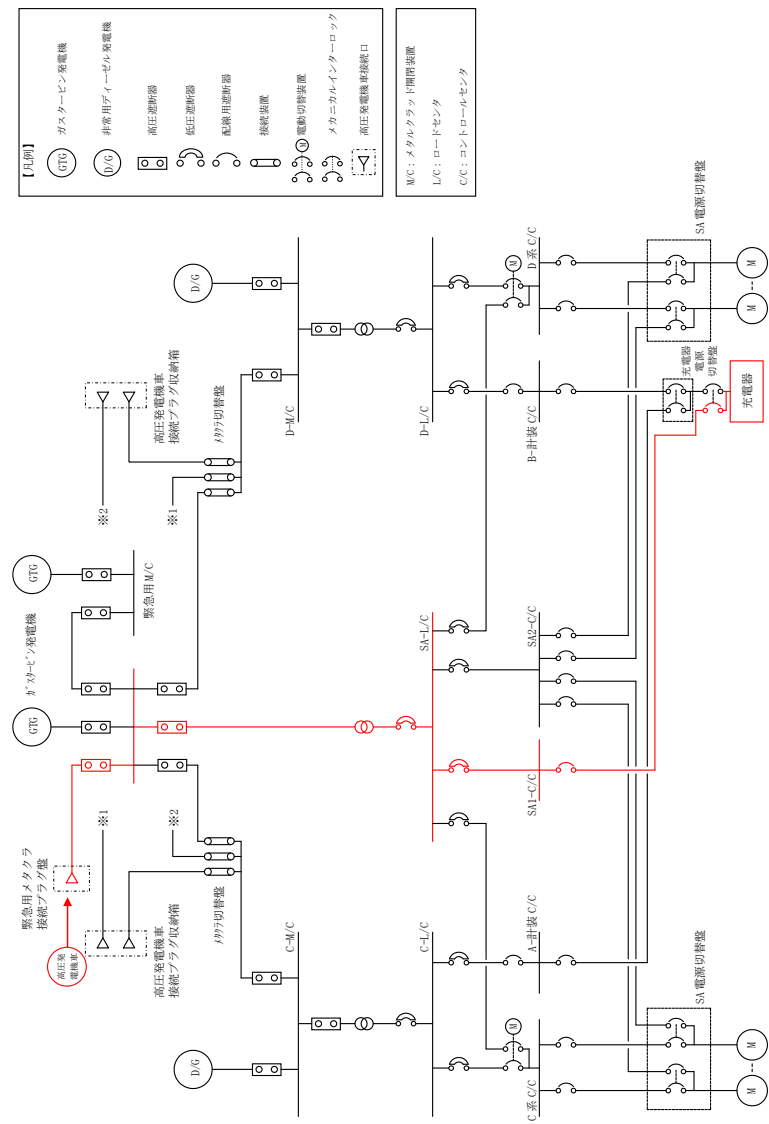 【凡例】
GTG
ガスタービン発電機
D/G
非常用ディーゼル発電機
高圧遮断器
低圧遮断器
配線用遮断器
接続装置
M
電動切替装置
メカニカルインターロック
高圧発電機車接続口
M/C:メタルクラッド開閉装置
L/C:ロードセンタ
C/C:コントロールセンタ
高圧発
電機車
緊急用メタクラ
接続プラグ盤
GTG
ガスタービン発電機
GTG
緊急用M/C
高圧発電機車
接続プラグ収納箱
※1
※2
メタクラ切替盤
高圧発電機車
接続プラグ収納箱
※2
※1
メタクラ切替盤
D/G
C-M/C
D/G
D-M/C
C-L/C
SA-L/C
D-L/C
M
C系C/C
A-計装C/C
SA1-C/C
SA2-C/C
B-計装C/C
M
D系C/C
SA電源切替盤
M
M
充電器
電源
切替盤
充電器
SA電源切替盤
M
M